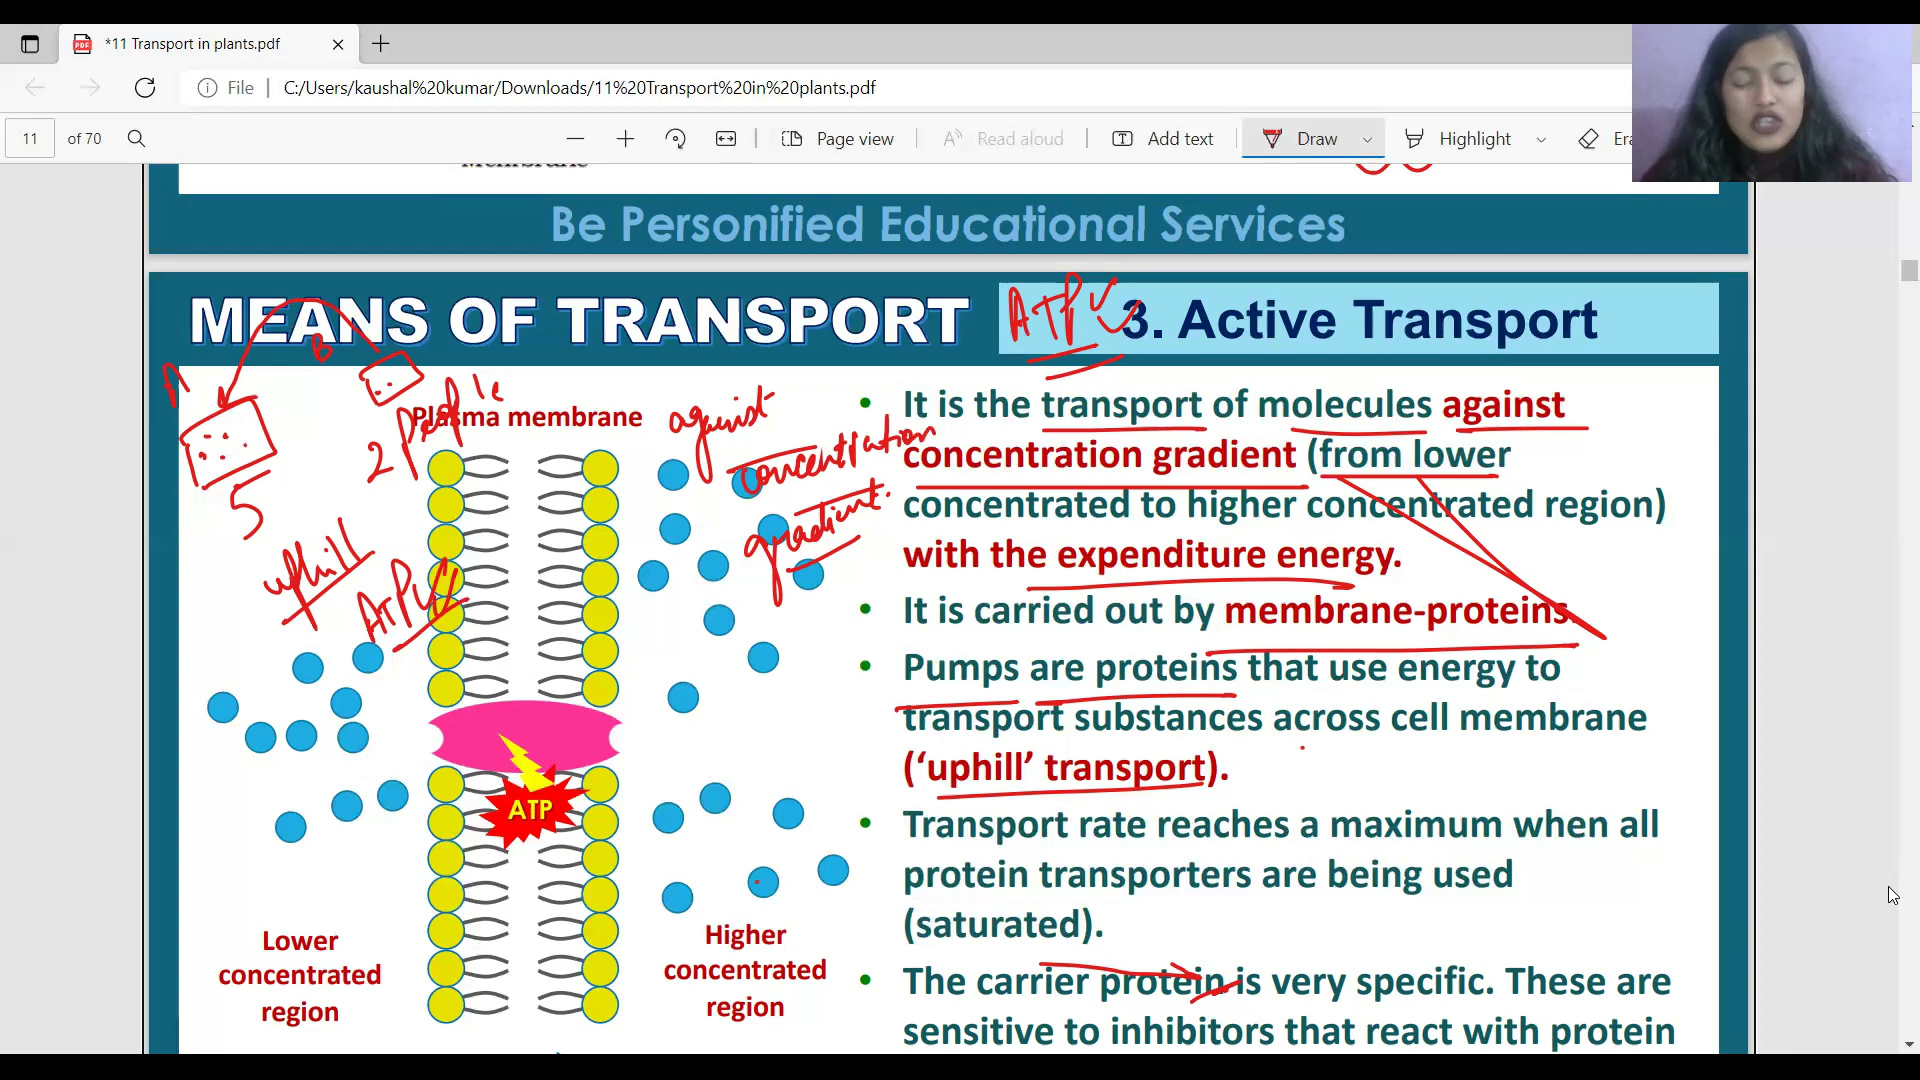 *11 Transport in plants.pdf
File
C:/Users/kaushal%20kumar/Downloads/11%20Transport%20in%20plants.pdf
11 of 70
Page view
Read aloud
Add text
Draw
Highlight
Be Personified Educational Services
MEANS OF TRANSPORT
ATP
3. Active Transport
A
B
5
2 People
uphill
ATP
against
concentration
gradient.
Plasma membrane
ATP
Lower
concentrated
region
Higher
concentrated
region
• It is the transport of molecules against
concentration gradient (from lower
concentrated to higher concentrated region)
with the expenditure energy.
• It is carried out by membrane-proteins.
• Pumps are proteins that use energy to
transport substances across cell membrane
(‘uphill’ transport).
• Transport rate reaches a maximum when all
protein transporters are being used
(saturated).
• The carrier protein is very specific. These are
sensitive to inhibitors that react with protein